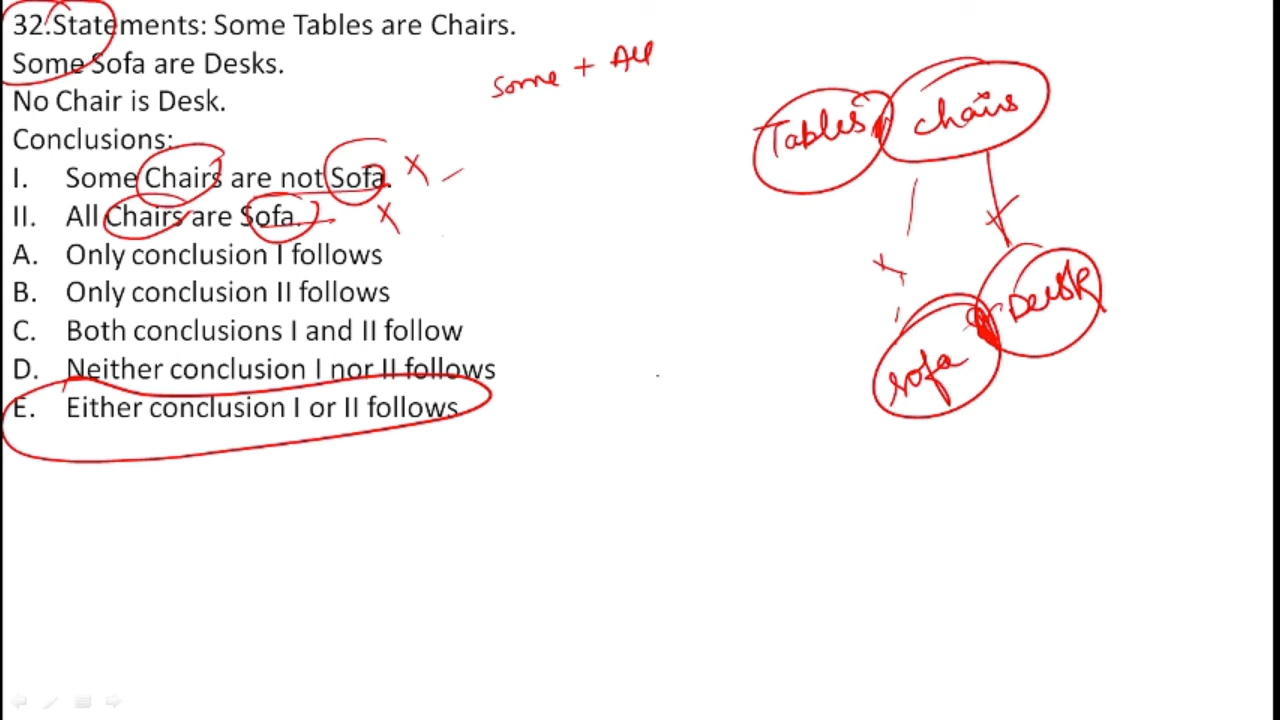 32.Statements: Some Tables are Chairs.
Some Sofa are Desks.
No Chair is Desk.
Conclusions:
I. Some Chairs are not Sofa.
II. All Chairs are Sofa.
A. Only conclusion I follows
B. Only conclusion II follows
C. Both conclusions I and II follow
D. Neither conclusion I nor II follows
E. Either conclusion I or II follows
Some + All
Tables chairs
sofa Desk